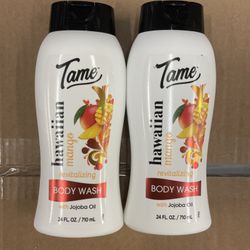 Tame
hawaiian
mango
revitalizing
BODY WASH
with Jojoba Oil
24 FL. OZ. / 710 mL
Tame
hawaiian
mango
revitalizing
BODY WASH
with Jojoba Oil
24 FL. OZ. / 710 mL